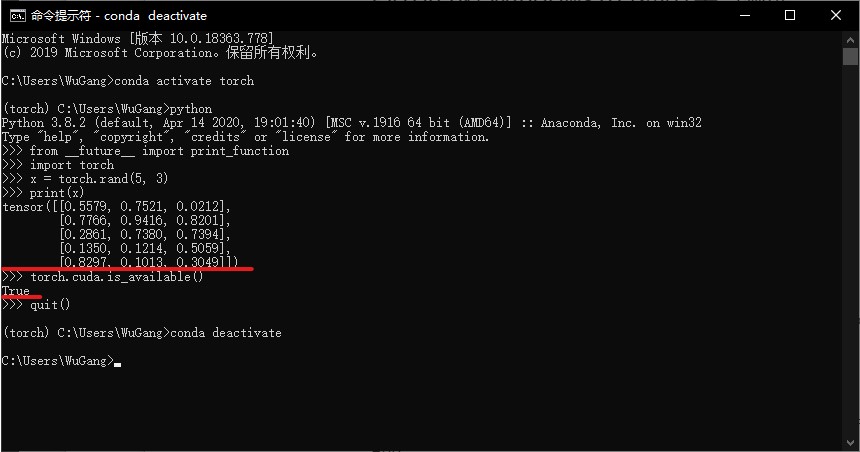 命令提示符 - conda  deactivate
Microsoft Windows [版本 10.0.18363.778]
(c) 2019 Microsoft Corporation。保留所有权利。
C:\Users\WuGang>conda activate torch
(torch) C:\Users\WuGang>python
Python 3.8.2 (default, Apr 14 2020, 19:01:40) [MSC v.1916 64 bit (AMD64)] :: Anaconda, Inc. on win32
Type "help", "copyright", "credits" or "license" for more information.
>>> from __future__ import print_function
>>> import torch
>>> x = torch.rand(5, 3)
>>> print(x)
tensor([[0.5579, 0.7521, 0.0212],
        [0.7766, 0.9416, 0.8201],
        [0.2861, 0.7380, 0.7394],
        [0.1350, 0.1214, 0.5059],
        [0.8297, 0.1013, 0.3049]])
>>> torch.cuda.is_available()
True
>>> quit()
(torch) C:\Users\WuGang>conda deactivate
C:\Users\WuGang>